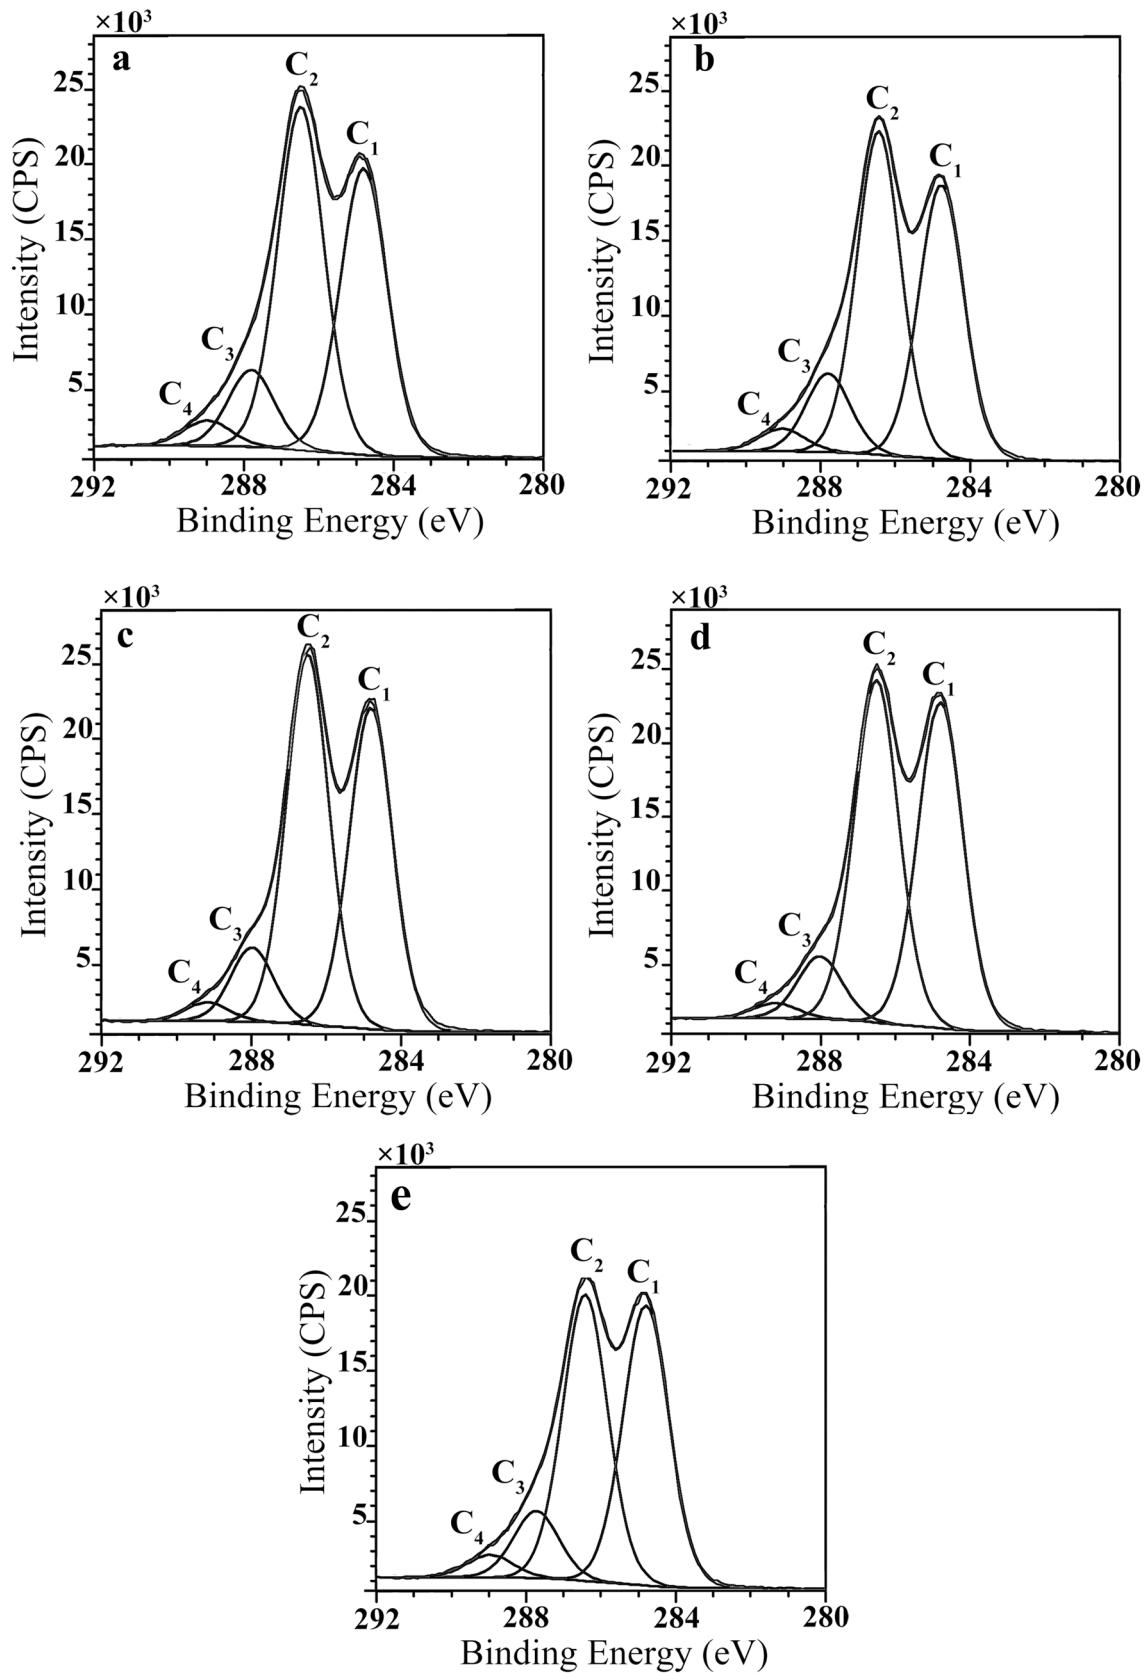 ×10³
a
C₂
C₁
C₃
C₄
25
20
15
10
5
Intensity (CPS)
292 288 284 280
Binding Energy (eV)
×10³
b
C₂
C₁
C₃
C₄
25
20
15
10
5
Intensity (CPS)
292 288 284 280
Binding Energy (eV)
×10³
c
C₂
C₁
C₃
C₄
25
20
15
10
5
Intensity (CPS)
292 288 284 280
Binding Energy (eV)
×10³
d
C₂
C₁
C₃
C₄
25
20
15
10
5
Intensity (CPS)
292 288 284 280
Binding Energy (eV)
×10³
e
C₂
C₁
C₃
C₄
25
20
15
10
5
Intensity (CPS)
292 288 284 280
Binding Energy (eV)